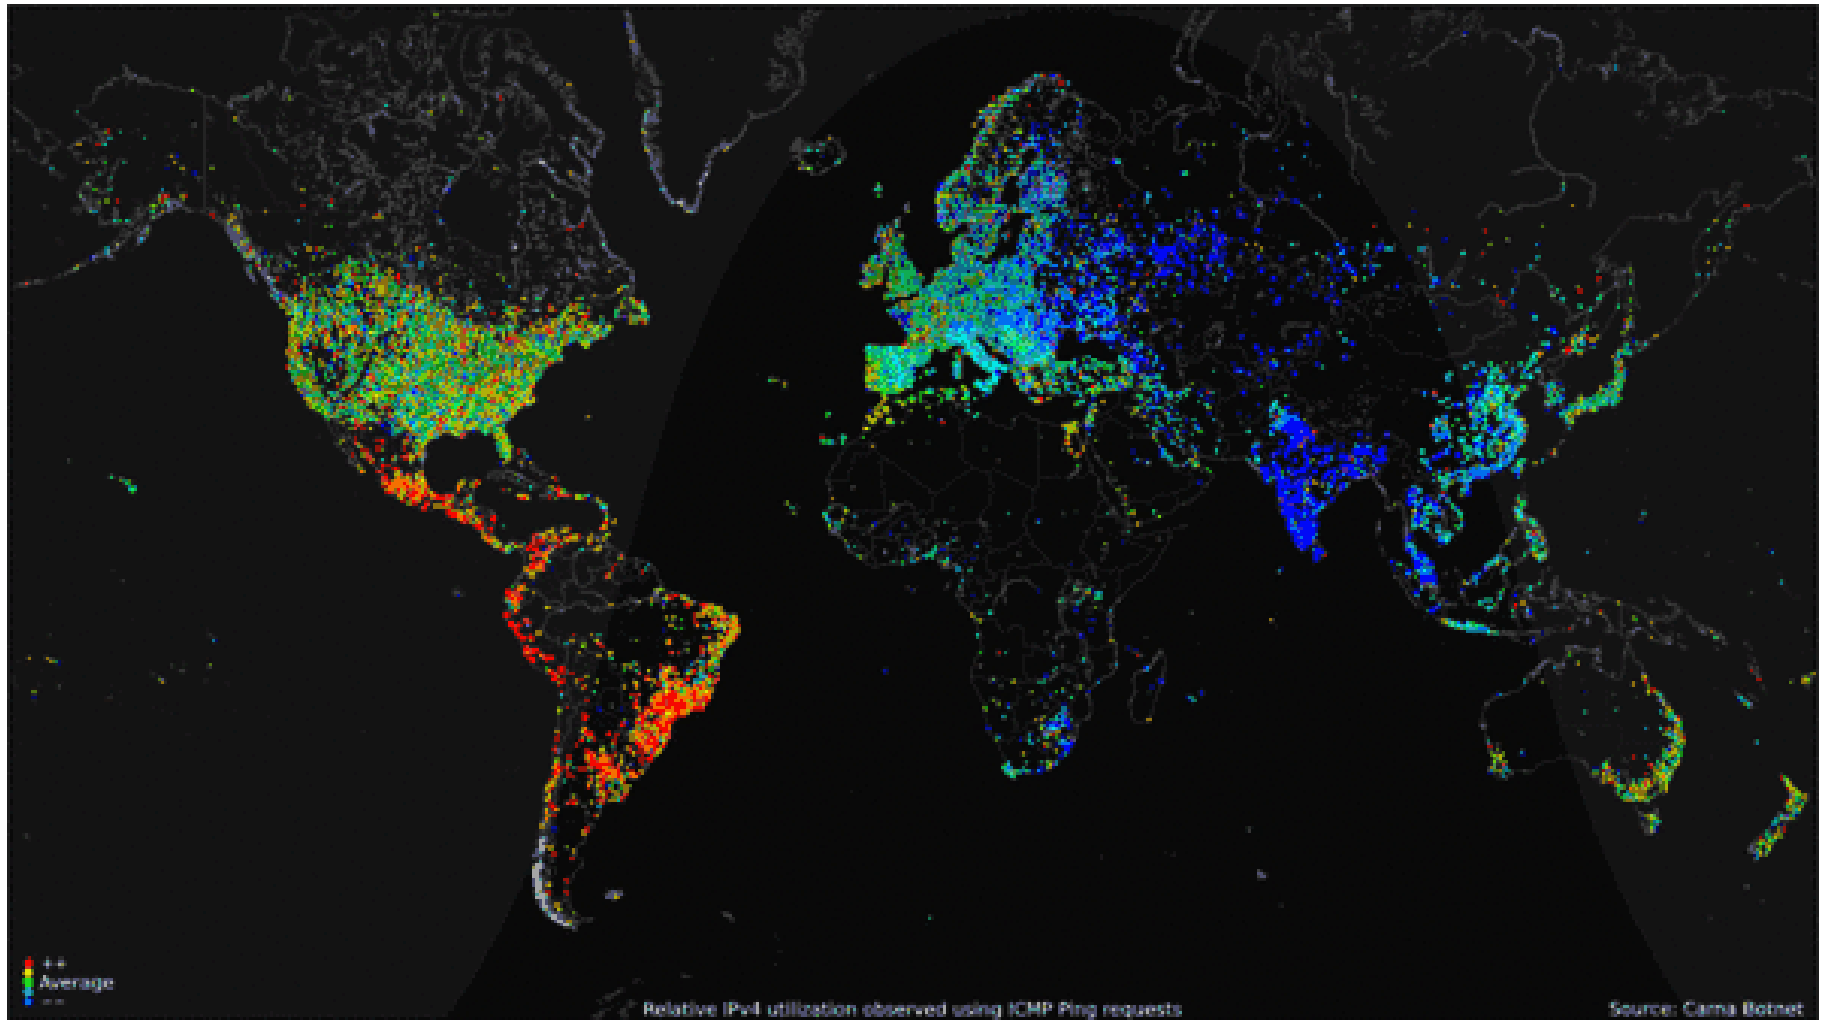 ++
Average
--
Relative IPv4 utilization observed using ICMP Ping requests
Source: Carna Botnet